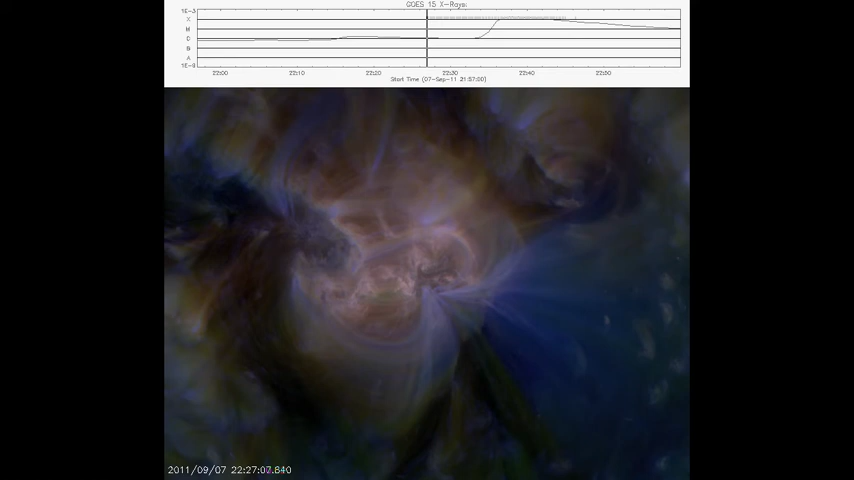 GOES 15 X-Rays:
1E-3
X
M
C
B
A
1E-9
22:00 22:10 22:20 22:30 22:40 22:50
Start Time (07-Sep-11 21:57:00)
2011/09/07 22:27:07.840